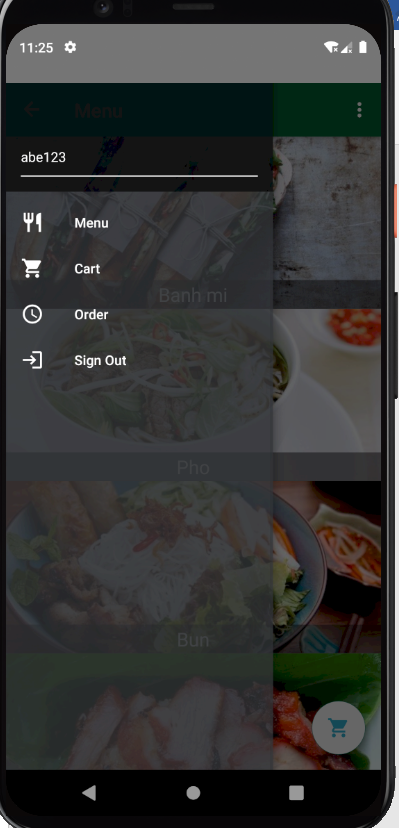 11:25
Menu
abe123
Menu
Cart
Order
Sign Out
Banh mi
Pho
Bun